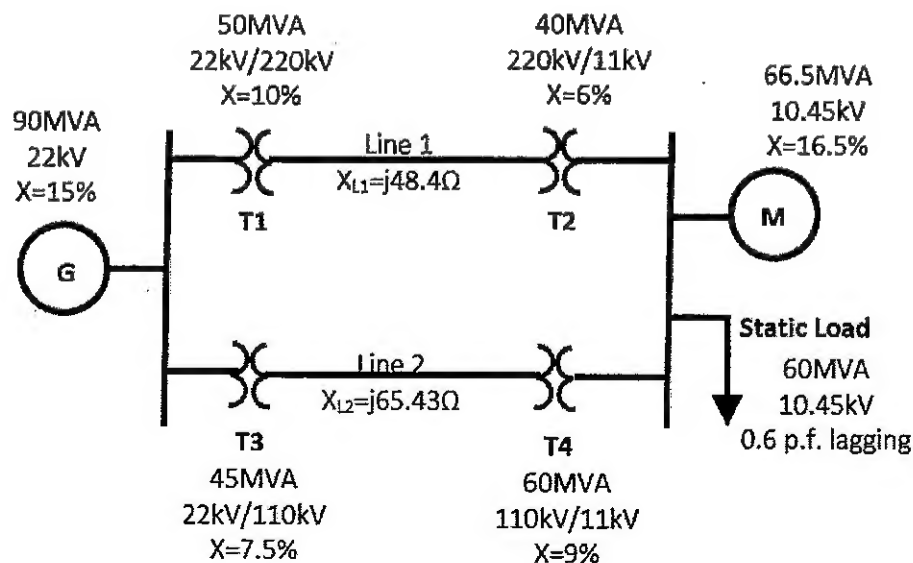 50MVA
22kV/220kV
X=10%
40MVA
220kV/11kV
X=6%
66.5MVA
10.45kV
X=16.5%
90MVA
22kV
X=15%
Line 1
X_L1=j48.4Ω
T1
T2
G
M
Static Load
60MVA
10.45kV
0.6 p.f. lagging
Line 2
X_L2=j65.43Ω
T3
T4
45MVA
22kV/110kV
X=7.5%
60MVA
110kV/11kV
X=9%